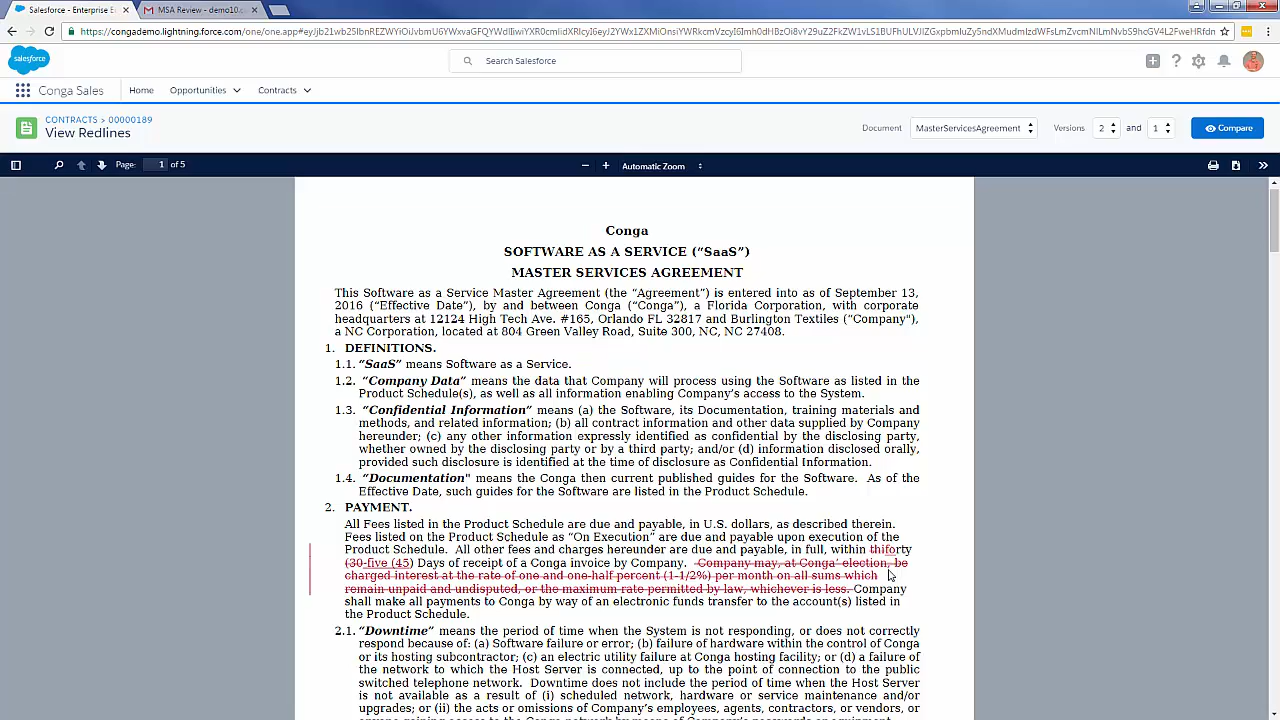 Salesforce - Enterprise E
MSA Review - demo10.c
salesforce
Search Salesforce
Conga Sales
Home
Opportunities
Contracts
CONTRACTS > 00000189
View Redlines
Document
MasterServicesAgreement
Versions
2
and
1
Compare
Page:
1
of 5
Automatic Zoom
Conga
SOFTWARE AS A SERVICE (“SaaS”)
MASTER SERVICES AGREEMENT
This Software as a Service Master Agreement (the “Agreement”) is entered into as of September 13,
2016 (“Effective Date”), by and between Conga (“Conga”), a Florida Corporation, with corporate
headquarters at 12124 High Tech Ave. #165, Orlando FL 32817 and Burlington Textiles (“Company"),
a NC Corporation, located at 804 Green Valley Road, Suite 300, NC, NC 27408.
1. DEFINITIONS.
1.1. “SaaS” means Software as a Service.
1.2. “Company Data” means the data that Company will process using the Software as listed in the
Product Schedule(s), as well as all information enabling Company’s access to the System.
1.3. “Confidential Information” means (a) the Software, its Documentation, training materials and
methods, and related information; (b) all contract information and other data supplied by Company
hereunder; (c) any other information expressly identified as confidential by the disclosing party,
whether owned by the disclosing party or by a third party; and/or (d) information disclosed orally,
provided such disclosure is identified at the time of disclosure as Confidential Information.
1.4. “Documentation" means the Conga then current published guides for the Software. As of the
Effective Date, such guides for the Software are listed in the Product Schedule.
2. PAYMENT.
All Fees listed in the Product Schedule are due and payable, in U.S. dollars, as described therein.
Fees listed on the Product Schedule as “On Execution” are due and payable upon execution of the
Product Schedule. All other fees and charges hereunder are due and payable, in full, within thiforty
(30-five (45) Days of receipt of a Conga invoice by Company. Company may, at Conga’ election, be
charged interest at the rate of one and one-half percent (1-1/2%) per month on all sums which
remain unpaid and undisputed, or the maximum rate permitted by law, whichever is less. Company
shall make all payments to Conga by way of an electronic funds transfer to the account(s) listed in
the Product Schedule.
2.1. “Downtime” means the period of time when the System is not responding, or does not correctly
respond because of: (a) Software failure or error; (b) failure of hardware within the control of Conga
or its hosting subcontractor; (c) an electric utility failure at Conga hosting facility; or (d) a failure of
the network to which the Host Server is connected, up to the point of connection to the public
switched telephone network. Downtime does not include the period of time when the Host Server
is not available as a result of (i) scheduled network, hardware or service maintenance and/or
upgrades; or (ii) the acts or omissions of Company’s employees, agents, contractors, or vendors, or